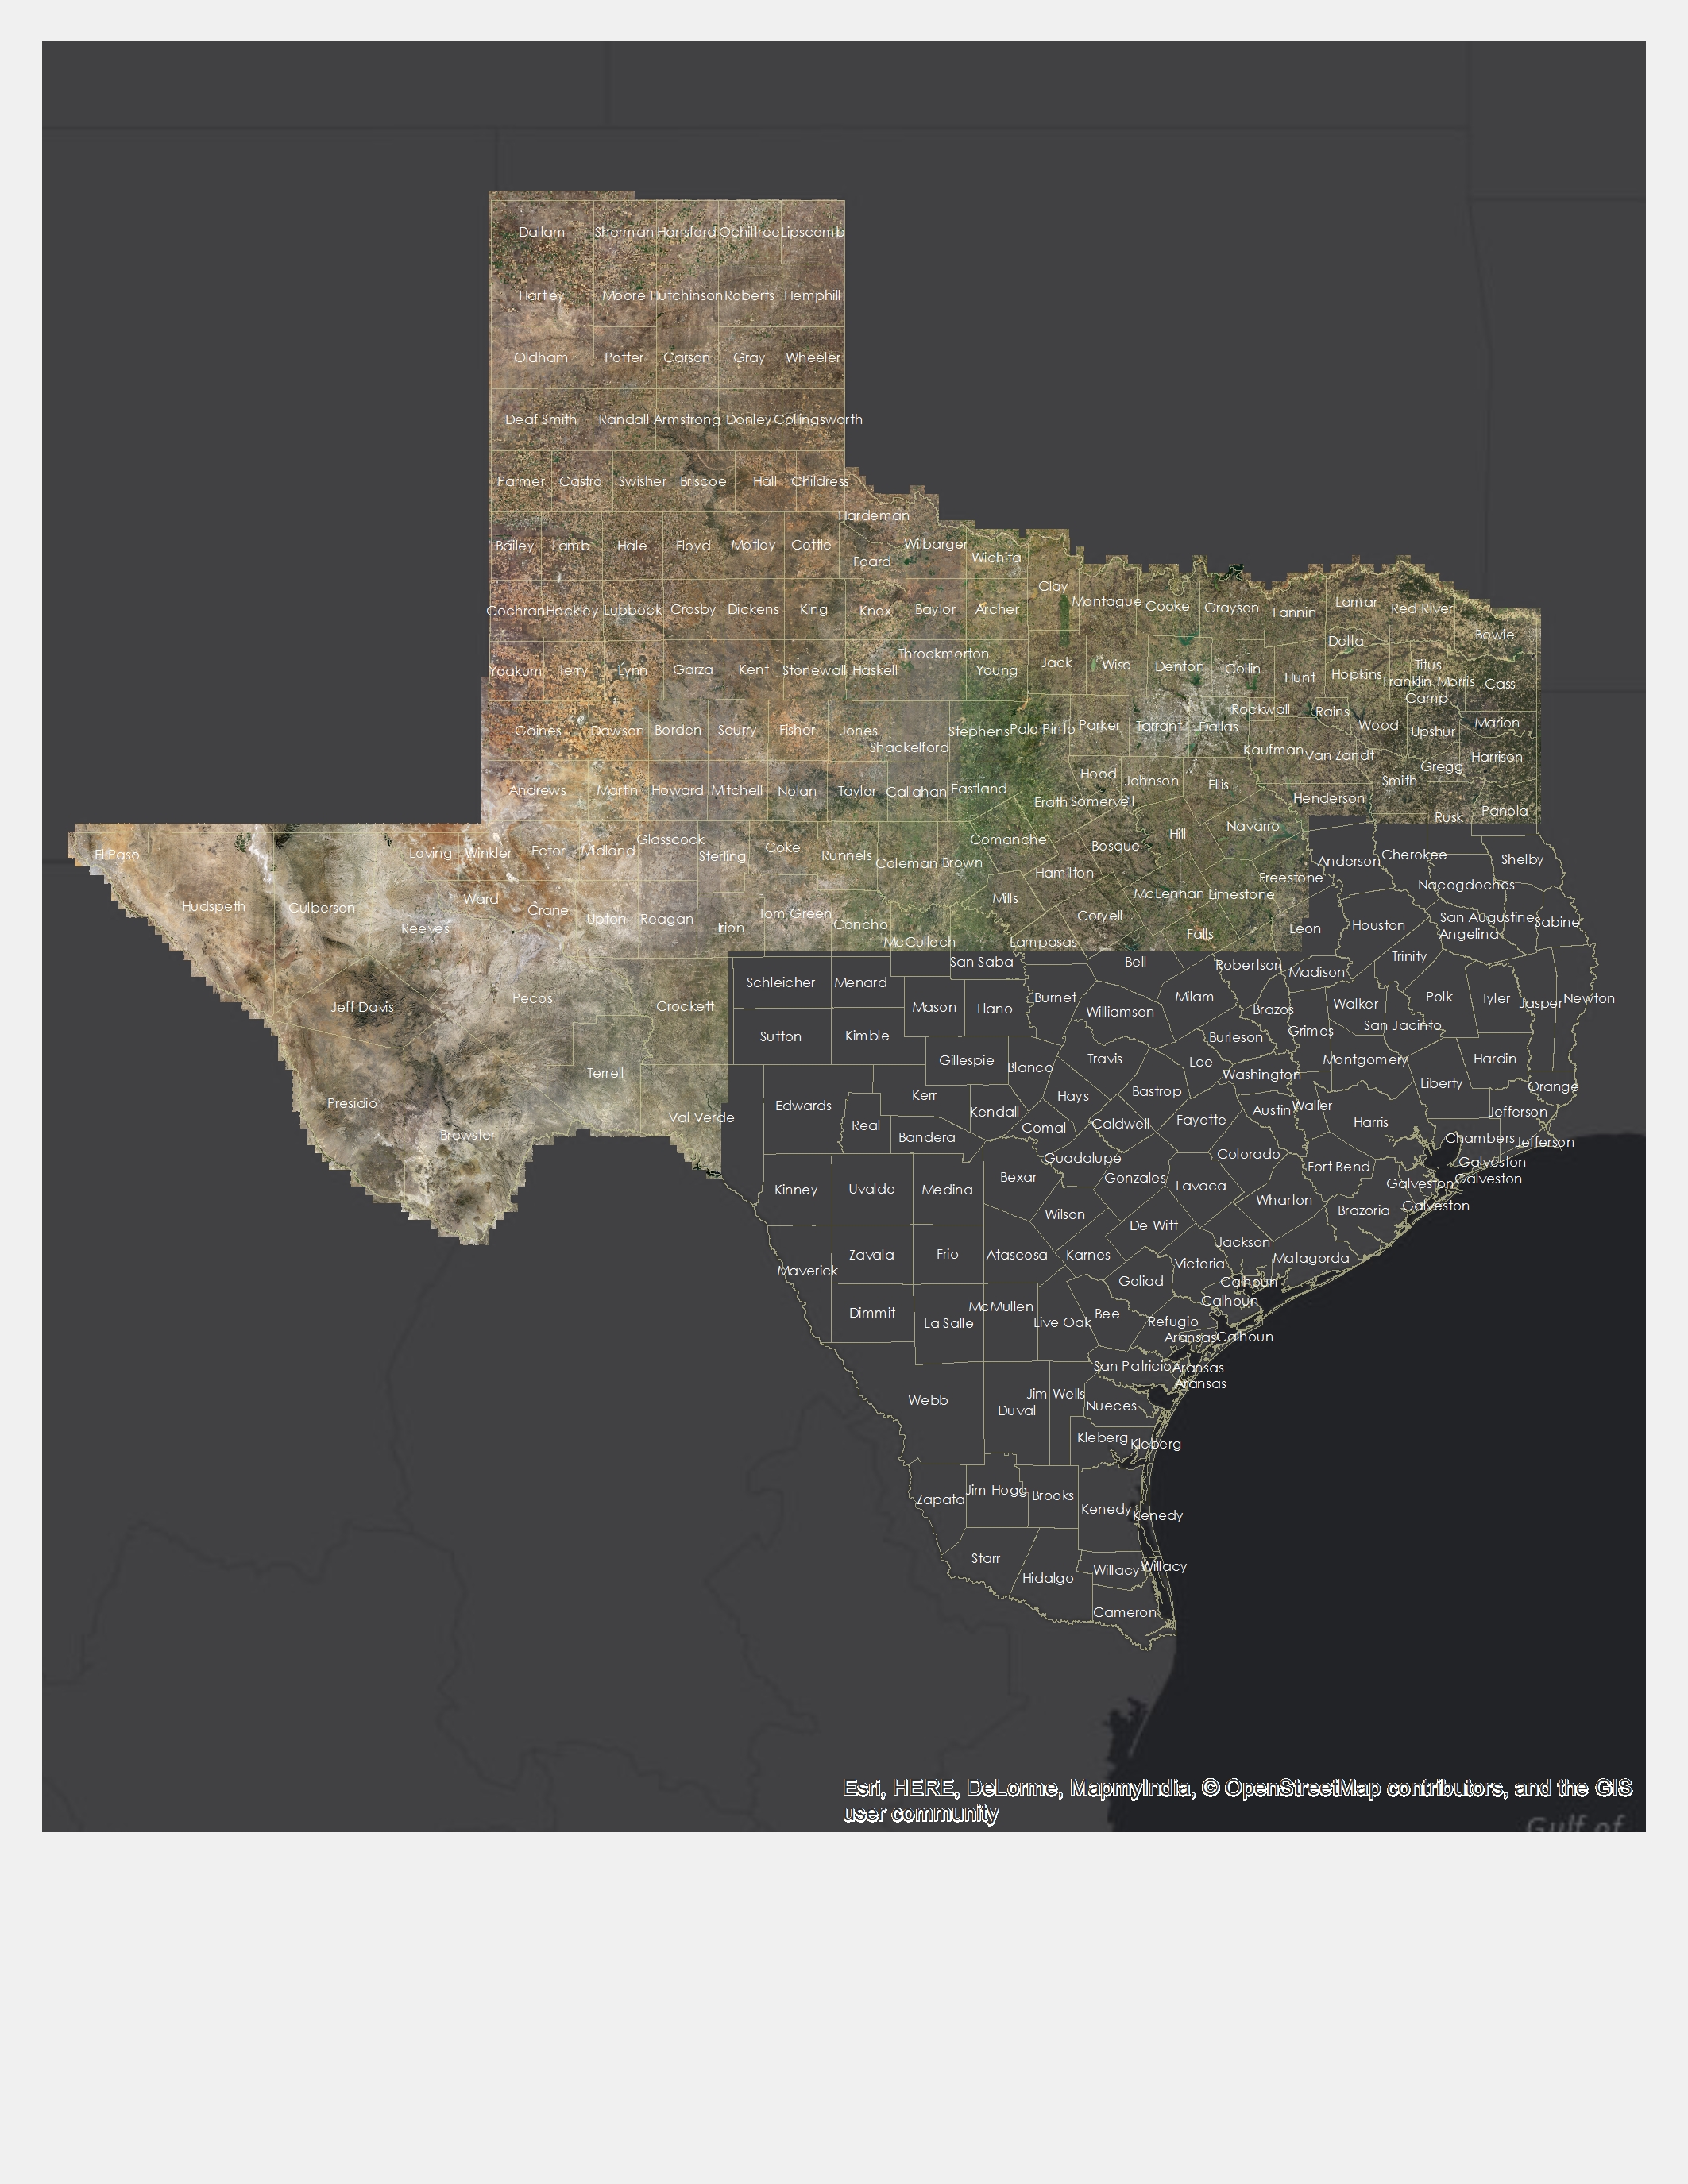 Dallam Sherman Hansford Ochiltree Lipscomb
Hartley Moore Hutchinson Roberts Hemphill
Oldham Potter Carson Gray Wheeler
Deaf Smith Randall Armstrong Donley Collingsworth
Parmer Castro Swisher Briscoe Hall Childress
Hardeman
Bailey Lamb Hale Floyd Motley Cottle Foard Wilbarger Wichita
Clay Montague Cooke Grayson Fannin Lamar Red River
Cochran Hockley Lubbock Crosby Dickens King Knox Baylor Archer
Delta Bowie
Yoakum Terry Lynn Garza Kent Stonewall Haskell Throckmorton Young Jack Wise Denton Collin Hunt Hopkins Titus
Franklin Morris Cass
Camp
Gaines Dawson Borden Scurry Fisher Jones Shackelford Stephens Palo Pinto Parker Tarrant Dallas Rockwall Rains Wood Upshur Marion
Kaufman Van Zandt Gregg Harrison
Andrews Martin Howard Mitchell Nolan Taylor Callahan Eastland Hood Johnson Ellis Smith
Erath Somervell Henderson Rusk Panola
El Paso Loving Winkler Ector Midland Glasscock Sterling Coke Runnels Coleman Brown Comanche Bosque Hill Navarro Anderson Cherokee Shelby
Hudspeth Culberson Reeves Ward Crane Upton Reagan Irion Tom Green Concho McCulloch Mills Hamilton Coryell McLennan Limestone Freestone Nacogdoches
Lampasas Falls Leon Houston San Augustine Angelina Sabine
San Saba Bell Robertson Madison Trinity
Jeff Davis Pecos Crockett Schleicher Menard Mason Llano Burnet Williamson Milam Brazos Walker Polk Tyler Jasper Newton
Sutton Kimble Burleson Grimes San Jacinto
Terrell Gillespie Blanco Travis Lee Washington Montgomery Liberty Hardin Orange
Presidio Brewster Val Verde Edwards Real Kerr Bandera Kendall Comal Hays Caldwell Bastrop Fayette Austin Waller Harris Jefferson
Chambers Jefferson
Kinney Uvalde Medina Bexar Guadalupe Gonzales Lavaca Colorado Fort Bend Galveston
Galveston
Galveston
Galveston
Wilson De Witt Wharton Brazoria
Maverick Zavala Frio Atascosa Karnes Goliad Victoria Jackson Matagorda
Calhoun
Calhoun
Dimmit La Salle McMullen Live Oak Bee Refugio
Aransas Calhoun
San Patricio Aransas
Aransas
Webb Duval Jim Wells Nueces
Kleberg Kleberg
Zapata Jim Hogg Brooks Kenedy Kenedy
Starr Hidalgo Willacy Willacy
Cameron
Esri, HERE, DeLorme, MapmyIndia, © OpenStreetMap contributors, and the GIS
user community
Gulf of